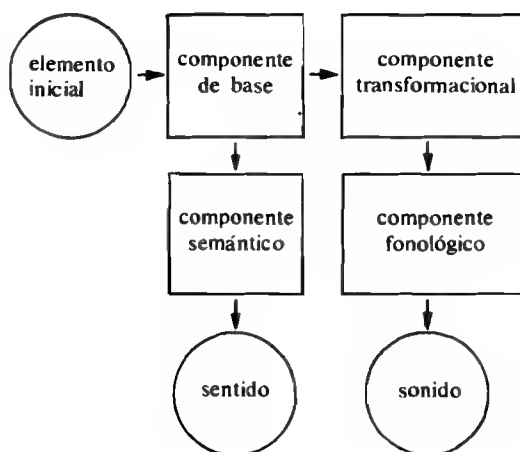 elemento
inicial
componente
de base
componente
transformacional
componente
semántico
componente
fonológico
sentido
sonido